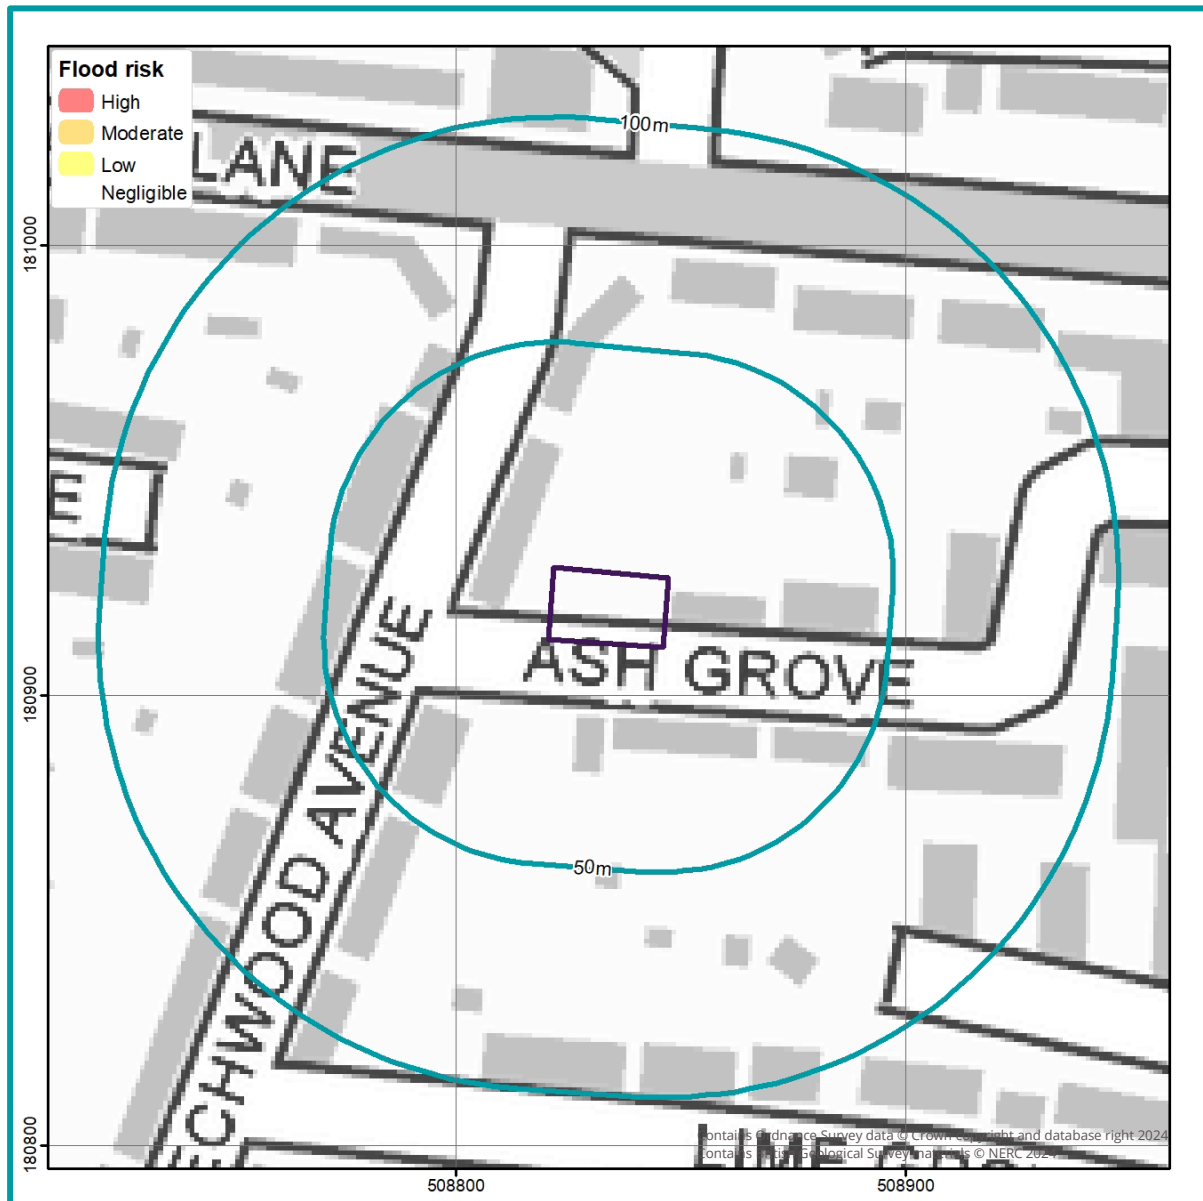 Flood risk
High
Moderate
Low
Negligible
LANE
100m
181000
E
ASH GROVE
180900
50m
ECHWOOD AVENUE
Contains Ordnance Survey data © Crown copyright and database right 2024
Contains British Geological Survey materials © NERC 2024
LIME
180800
508800
508900